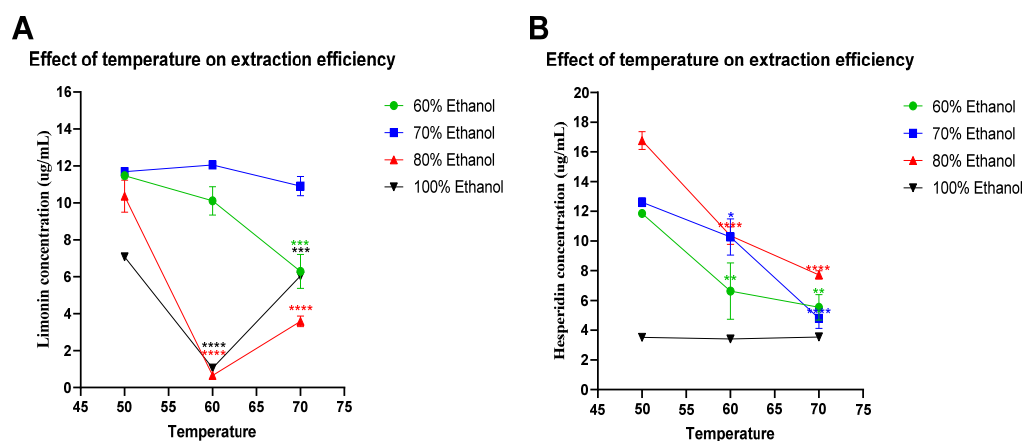 A
Effect of temperature on extraction efficiency
Limonin concentration (ug/mL)
16
14
12
10
8
6
4
2
0
45
50
55
60
65
70
75
Temperature
60% Ethanol
70% Ethanol
80% Ethanol
100% Ethanol
***
***
****
****
****
B
Effect of temperature on extraction efficiency
Hesperidin concentration (ug/mL)
20
18
16
14
12
10
8
6
4
2
0
45
50
55
60
65
70
75
Temperature
60% Ethanol
70% Ethanol
80% Ethanol
100% Ethanol
*
****
**
****
**
****